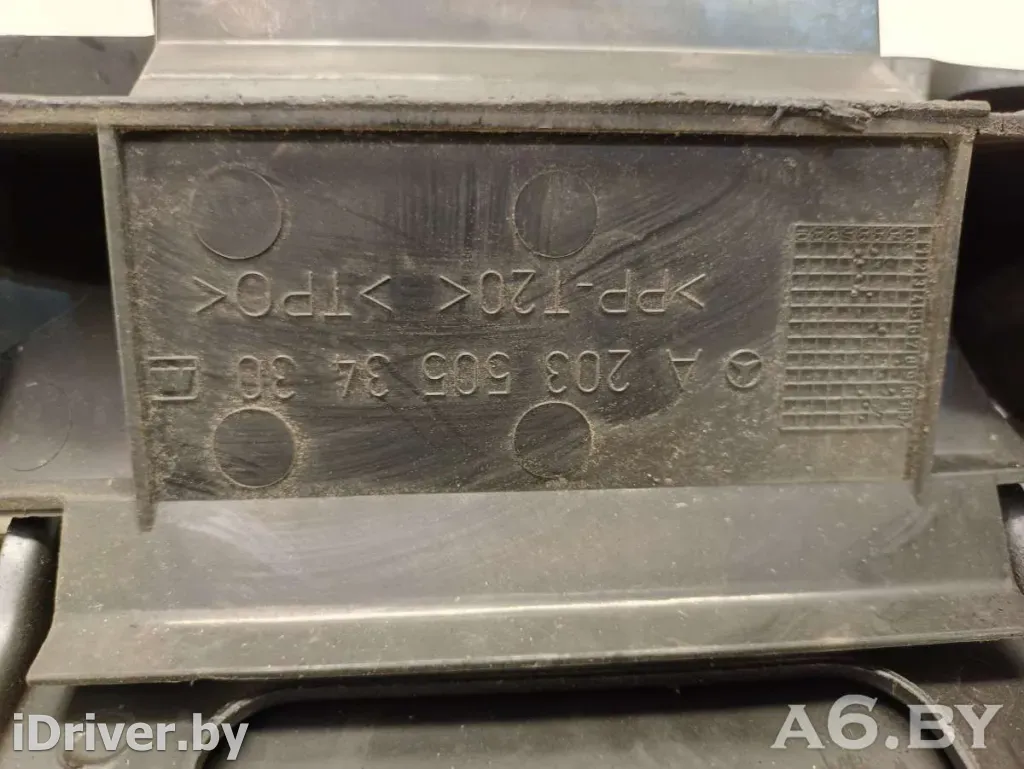 A 203 505 34 30
>PP-T20< >TPO<
iDriver.by
A6.BY